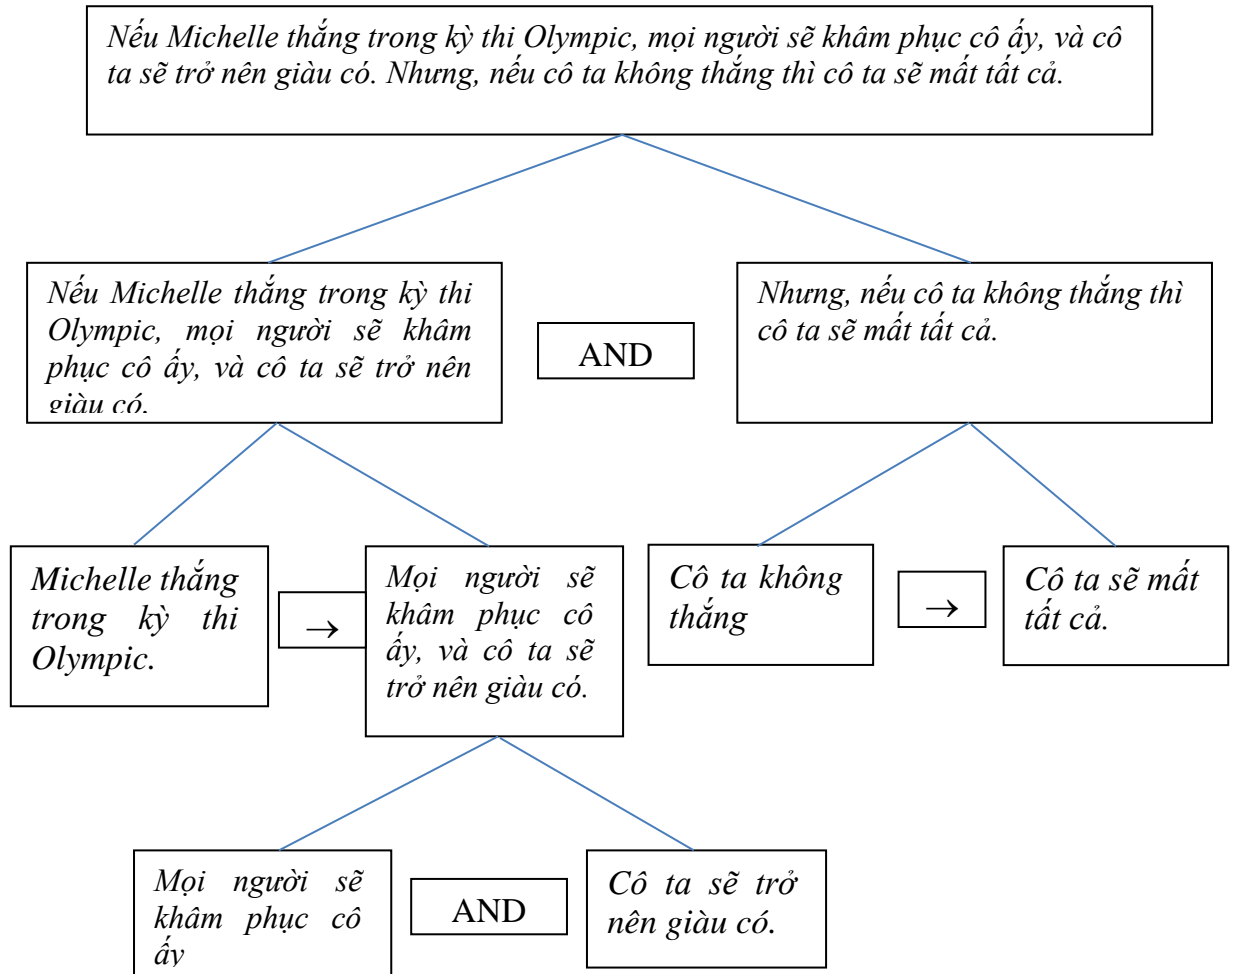 Nếu Michelle thắng trong kỳ thi Olympic, mọi người sẽ khâm phục cô ấy, và cô
ta sẽ trở nên giàu có. Nhưng, nếu cô ta không thắng thì cô ta sẽ mất tất cả.
Nếu Michelle thắng trong kỳ thi
Olympic, mọi người sẽ khâm
phục cô ấy, và cô ta sẽ trở nên
giàu có.
AND
Nhưng, nếu cô ta không thắng thì
cô ta sẽ mất tất cả.
Michelle thắng
trong kỳ thi
Olympic.
→
Mọi người sẽ
khâm phục cô
ấy, và cô ta sẽ
trở nên giàu có.
Cô ta không
thắng
→
Cô ta sẽ mất
tất cả.
Mọi người sẽ
khâm phục cô
ấy
AND
Cô ta sẽ trở
nên giàu có.